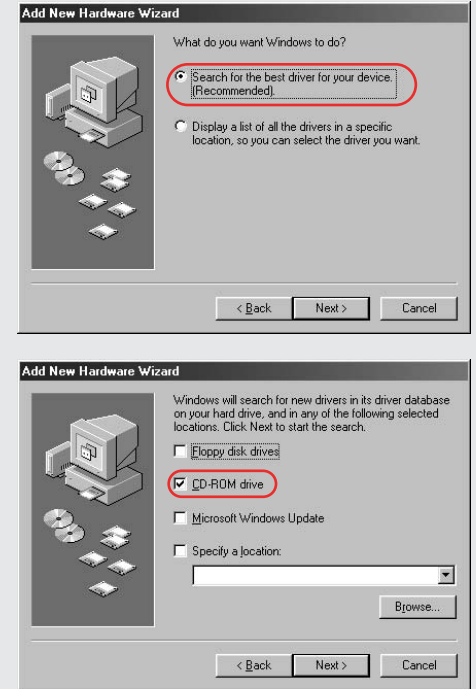 Add New Hardware Wizard
What do you want Windows to do?
Search for the best driver for your device.
(Recommended).
Display a list of all the drivers in a specific
location, so you can select the driver you want.
< Back
Next >
Cancel
Add New Hardware Wizard
Windows will search for new drivers in its driver database
on your hard drive, and in any of the following selected
locations. Click Next to start the search.
Floppy disk drives
CD-ROM drive
Microsoft Windows Update
Specify a location:
Browse...
< Back
Next >
Cancel